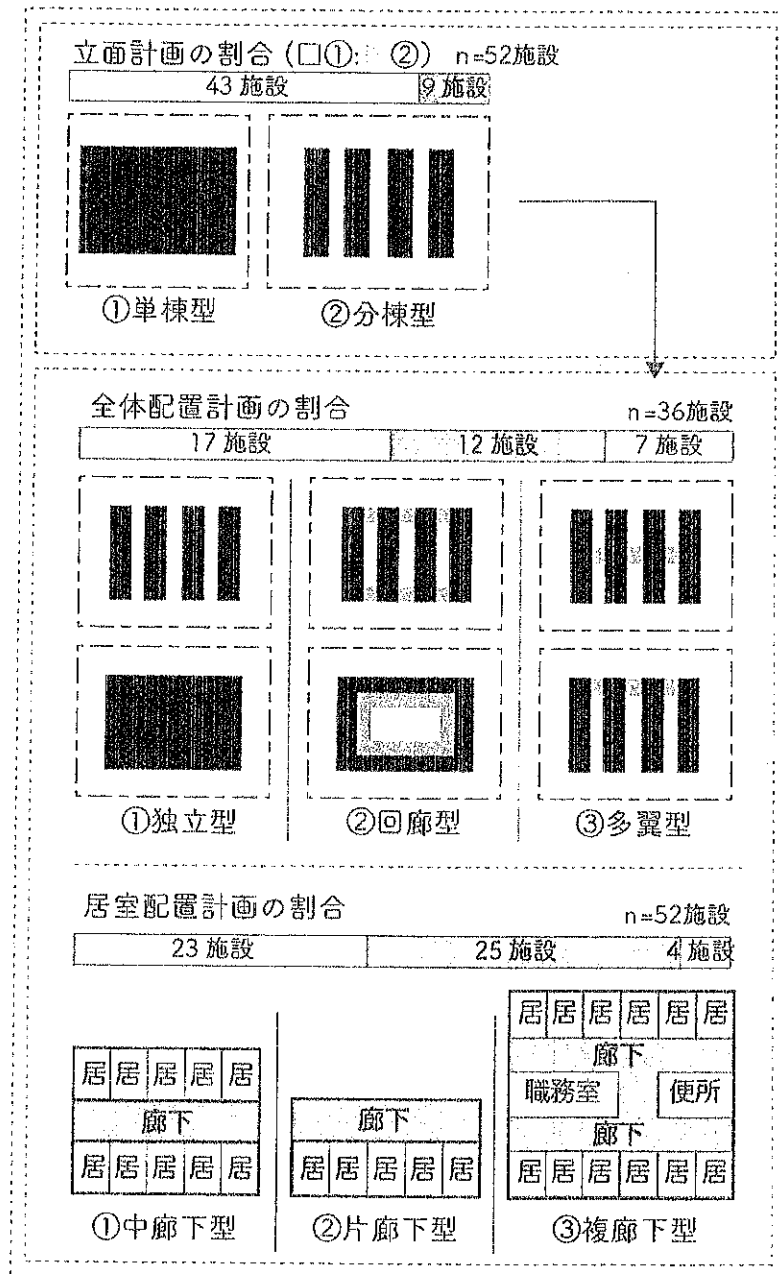 立面計画の割合(□①: ②) n=52施設
43 施設 9 施設
①単棟型 ②分棟型
全体配置計画の割合 n=36施設
17 施設 12 施設 7 施設
①独立型 ②回廊型 ③多翼型
居室配置計画の割合 n=52施設
23 施設 25 施設 4 施設
居 居 居 居 居 居
廊下
職務室 便所
廊下
居 居 居 居 居 居
居 居 居 居 居
廊下
居 居 居 居 居
廊下
居 居 居 居 居
①中廊下型 ②片廊下型 ③複廊下型